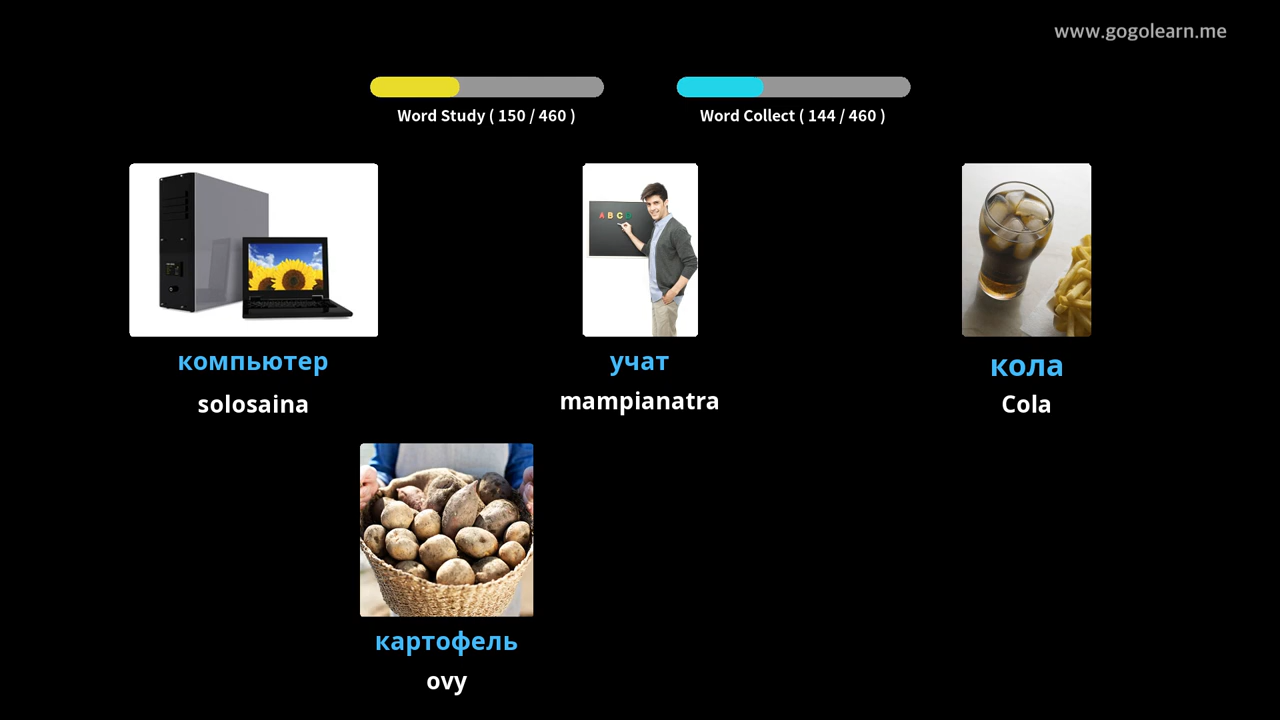 www.gogolearn.me
Word Study ( 150 / 460 )
Word Collect ( 144 / 460 )
A B C D
компьютер
solosaina
учат
mampianatra
кола
Cola
картофель
ovy